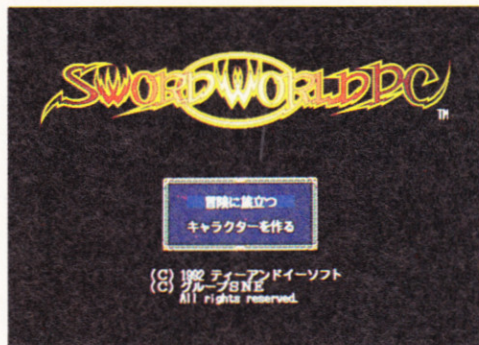 SWORD WORLD PC
TM
冒険に旅立つ
キャラクターを作る
(C) 1992 ティーアンドイーソフト
(C) グループSNE
All rights reserved.